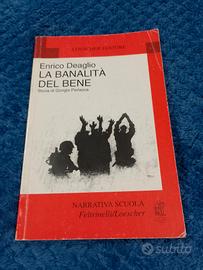 LOESCHER EDITORE
Enrico Deaglio
LA BANALITÀ
DEL BENE
Storia di Giorgio Perlasca
NARRATIVA SCUOLA
Feltrinelli/Loescher
subito